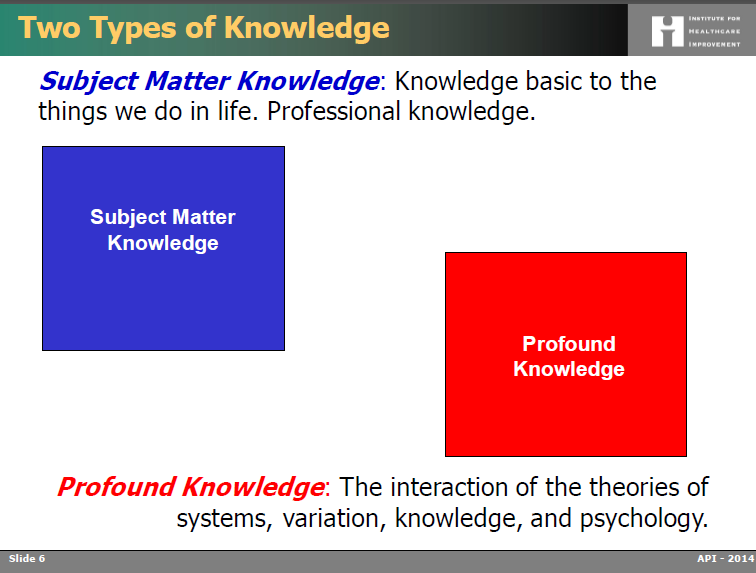 Two Types of Knowledge
INSTITUTE FOR
HEALTHCARE
IMPROVEMENT
Subject Matter Knowledge: Knowledge basic to the
things we do in life. Professional knowledge.
Subject Matter
Knowledge
Profound
Knowledge
Profound Knowledge: The interaction of the theories of
systems, variation, knowledge, and psychology.
Slide 6
API - 2014